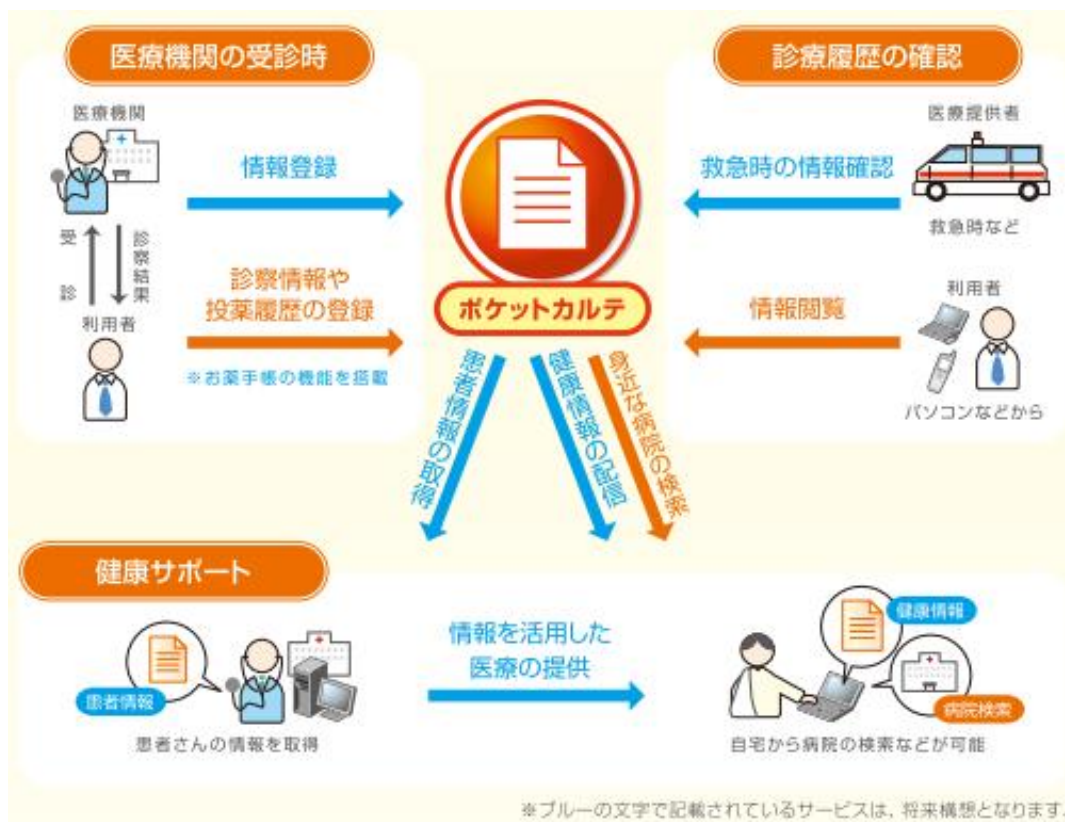 医療機関の受診時
医療機関
情報登録
受診
診察結果
利用者
診察情報や
投薬履歴の登録
※お薬手帳の機能を搭載
ポケットカルテ
診療履歴の確認
医療提供者
救急時の情報確認
救急時など
利用者
情報閲覧
パソコンなどから
患者情報の取得
健康情報の配信
身近な病院の検索
健康サポート
患者情報
患者さんの情報を取得
情報を活用した
医療の提供
健康情報
病院検索
自宅から病院の検索などが可能
※ブルーの文字で記載されているサービスは、将来構想となります。